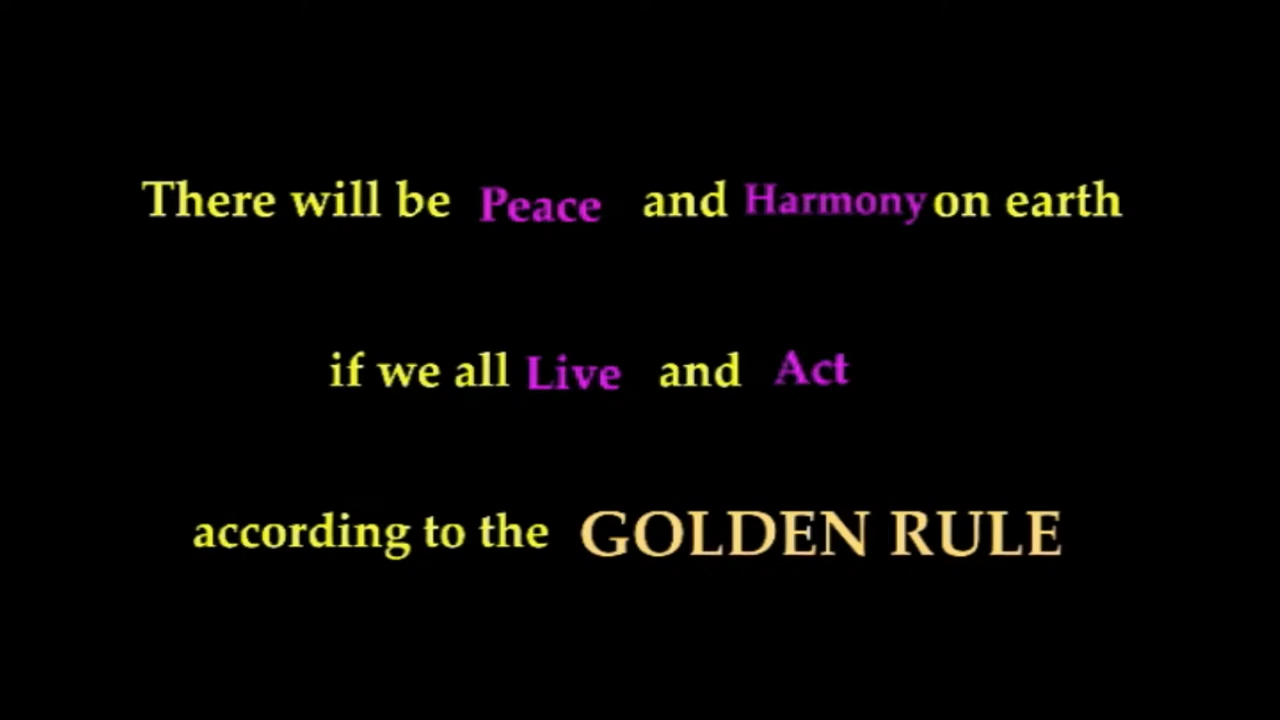 There will be Peace and Harmony on earth
if we all Live and Act
according to the GOLDEN RULE